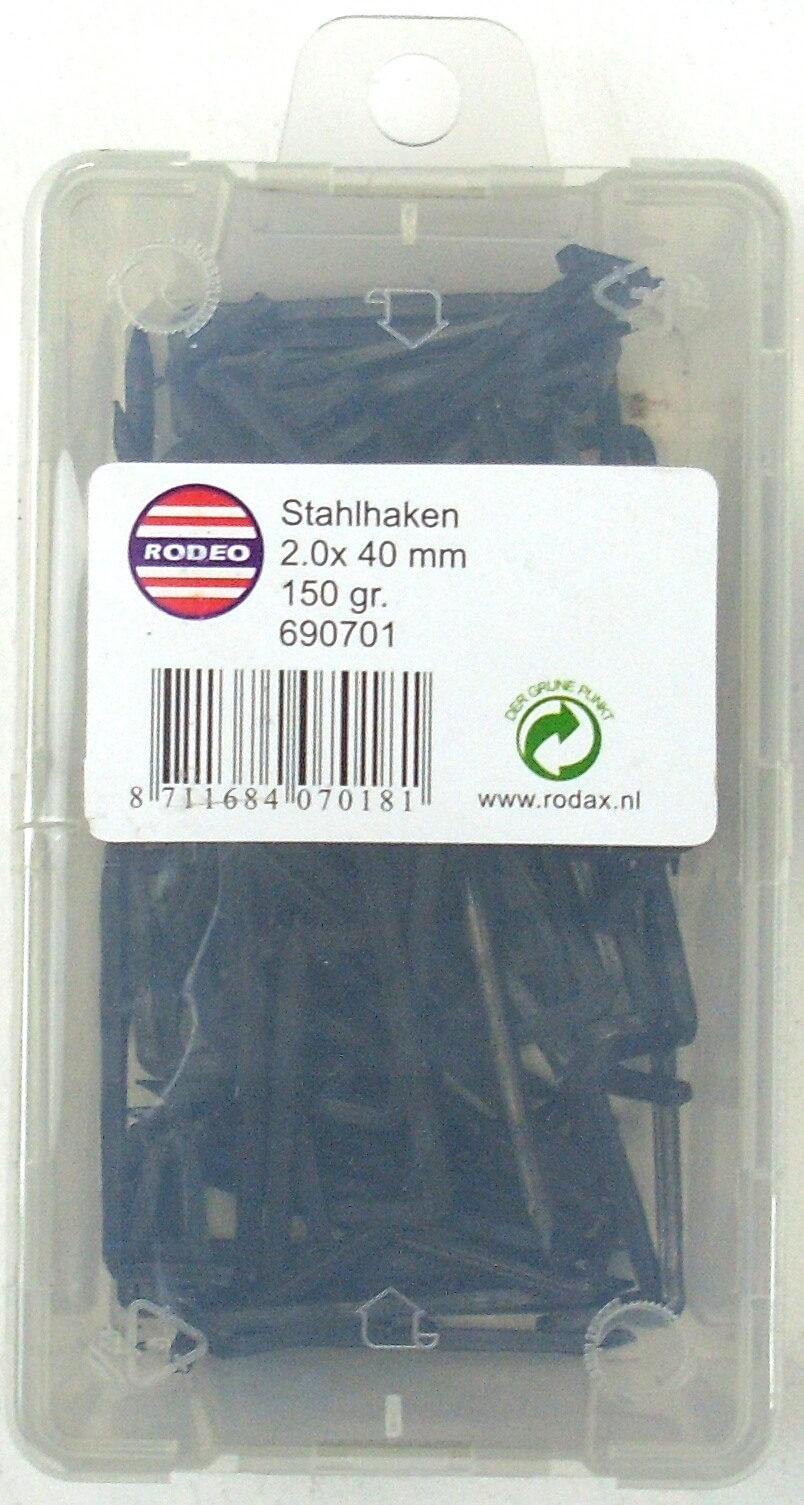 RODEO
Stahlhaken
2.0x 40 mm
150 gr.
690701
8 711684 070181
DER GRÜNE PUNKT
www.rodax.nl